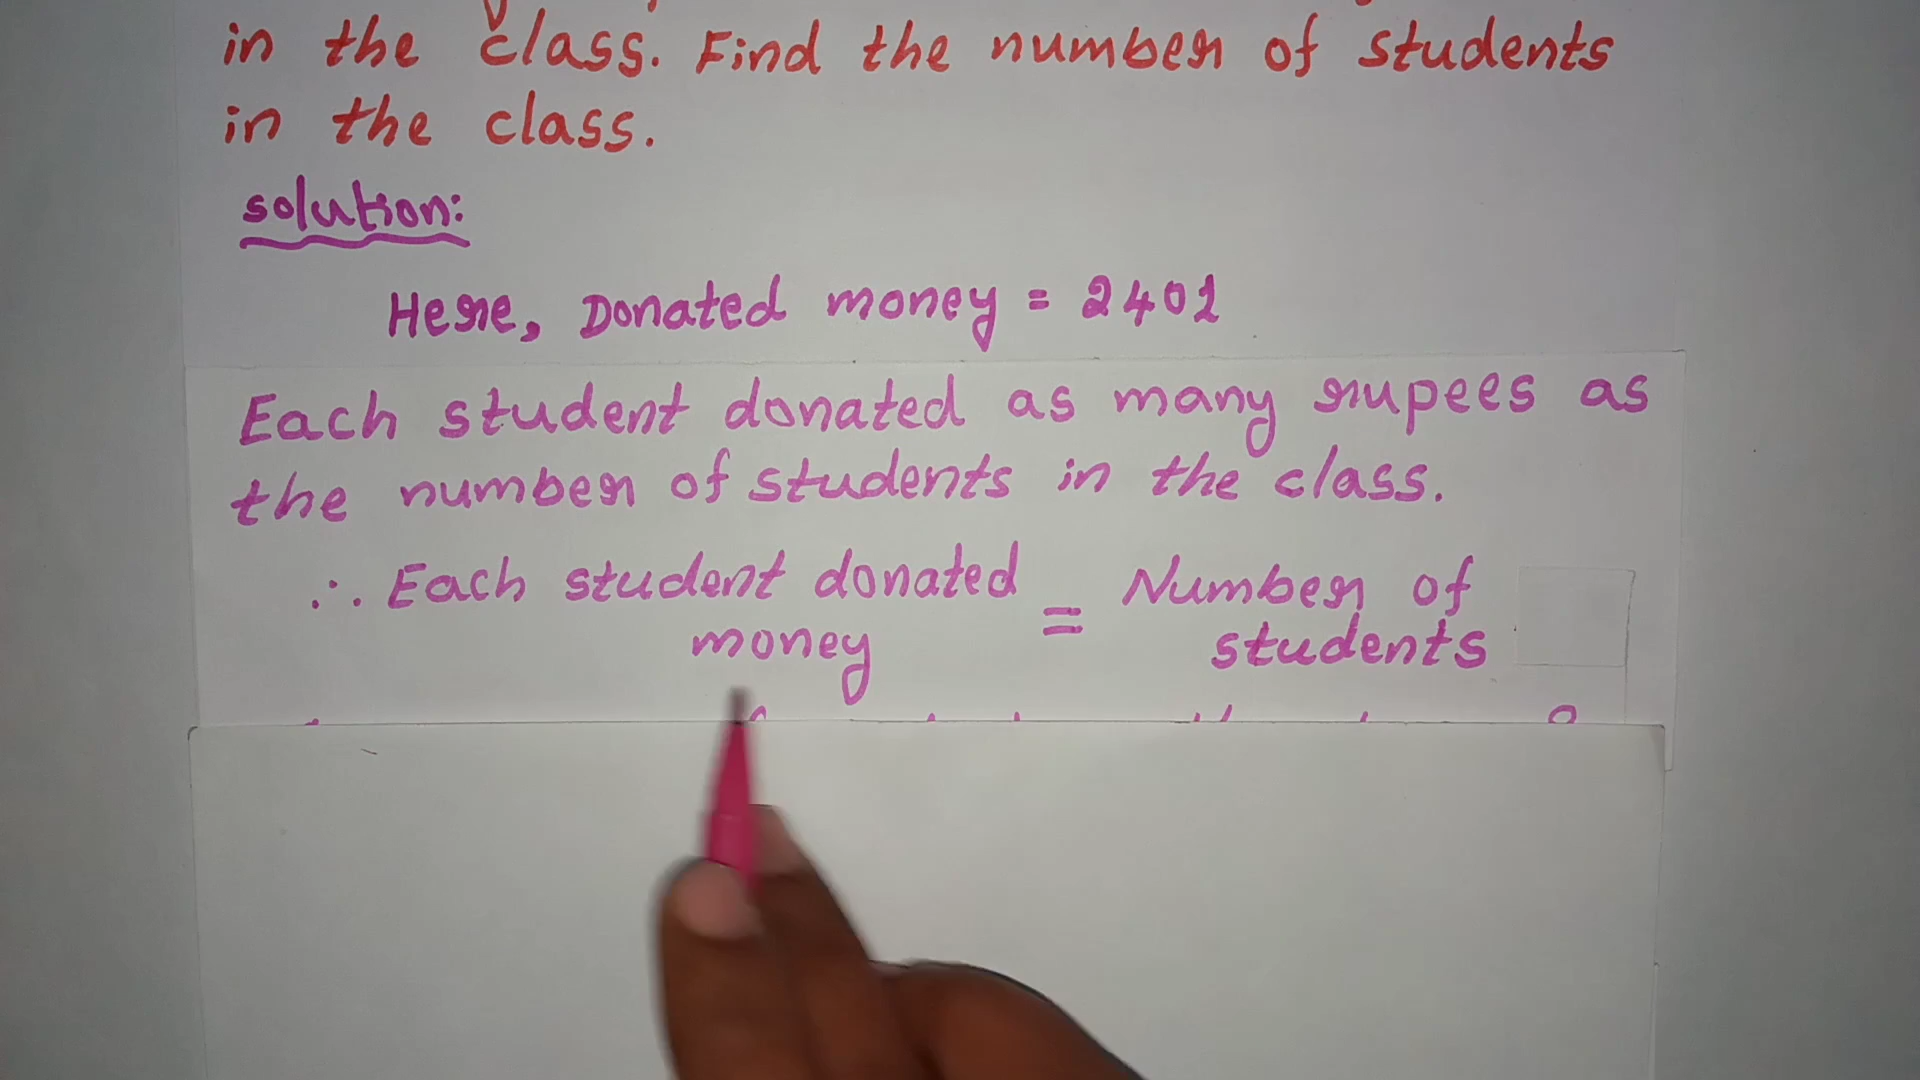 in the class. Find the number of students
in the class.
solution:
Here, Donated money = 2401
Each student donated as many rupees as
the number of students in the class.
∴ Each student donated money = Number of students